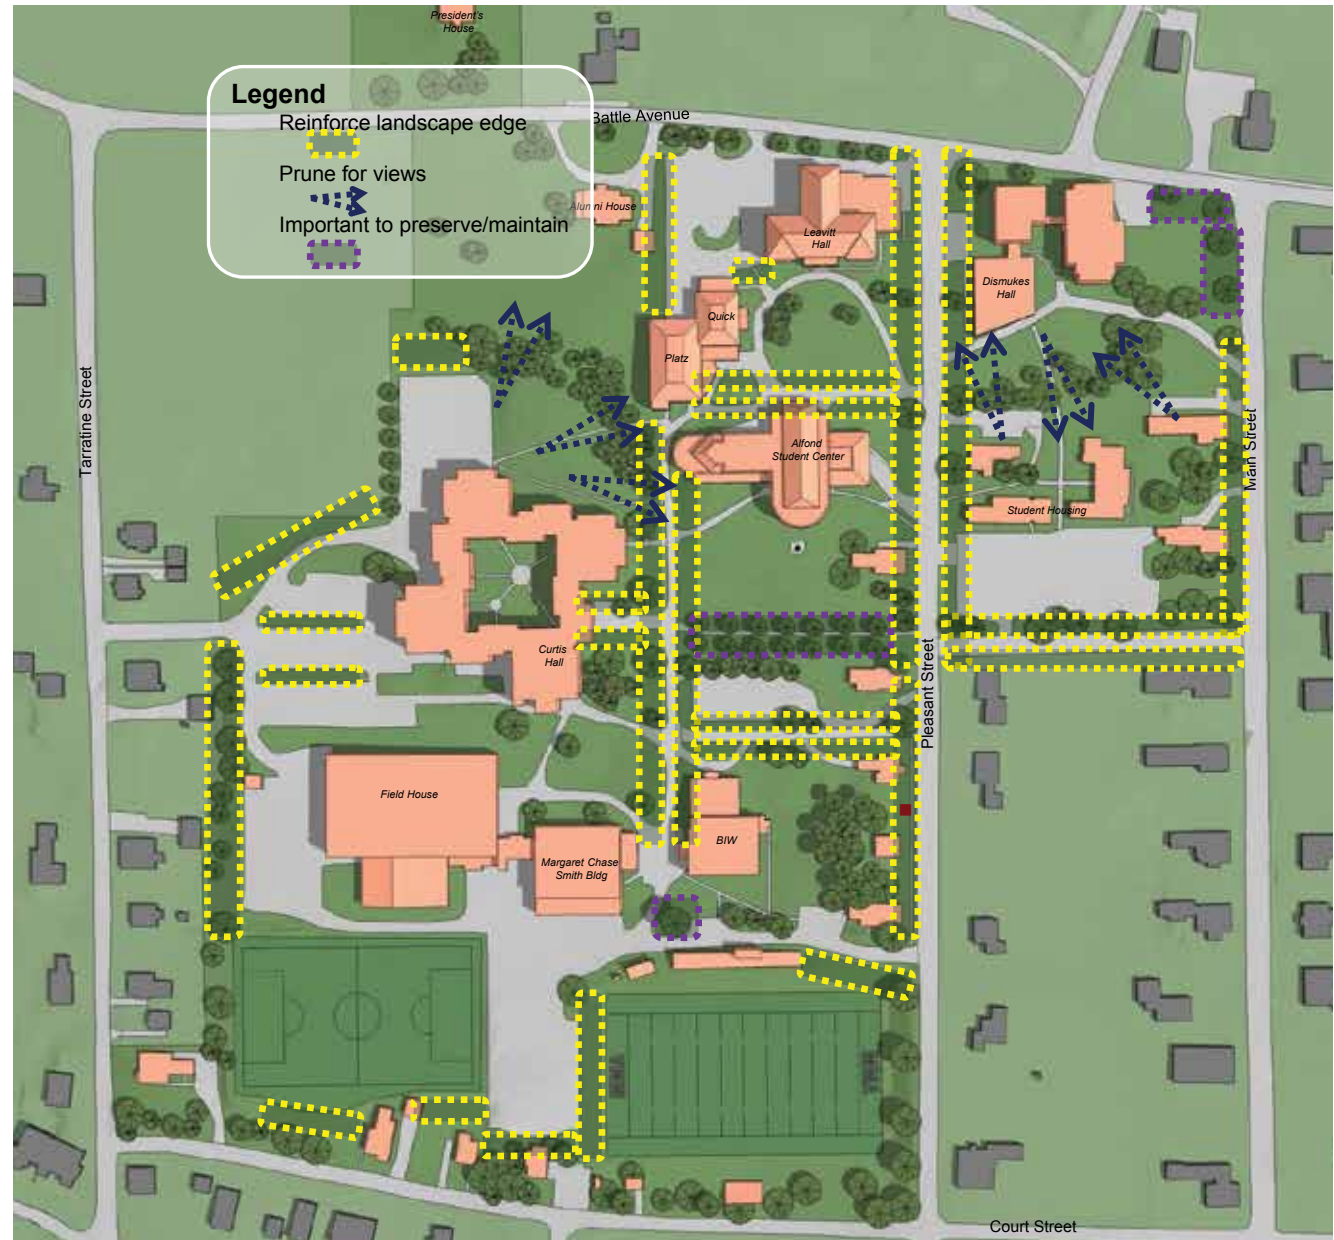 President's
House
Legend
Reinforce landscape edge
Prune for views
Important to preserve/maintain
Battle Avenue
Alumni House
Leavitt
Hall
Dismukes
Hall
Quick
Platz
Tarratine Street
Alfond
Student Center
Main Street
Student Housing
Curtis
Hall
Pleasant Street
Field House
BIW
Margaret Chase
Smith Bldg
Court Street